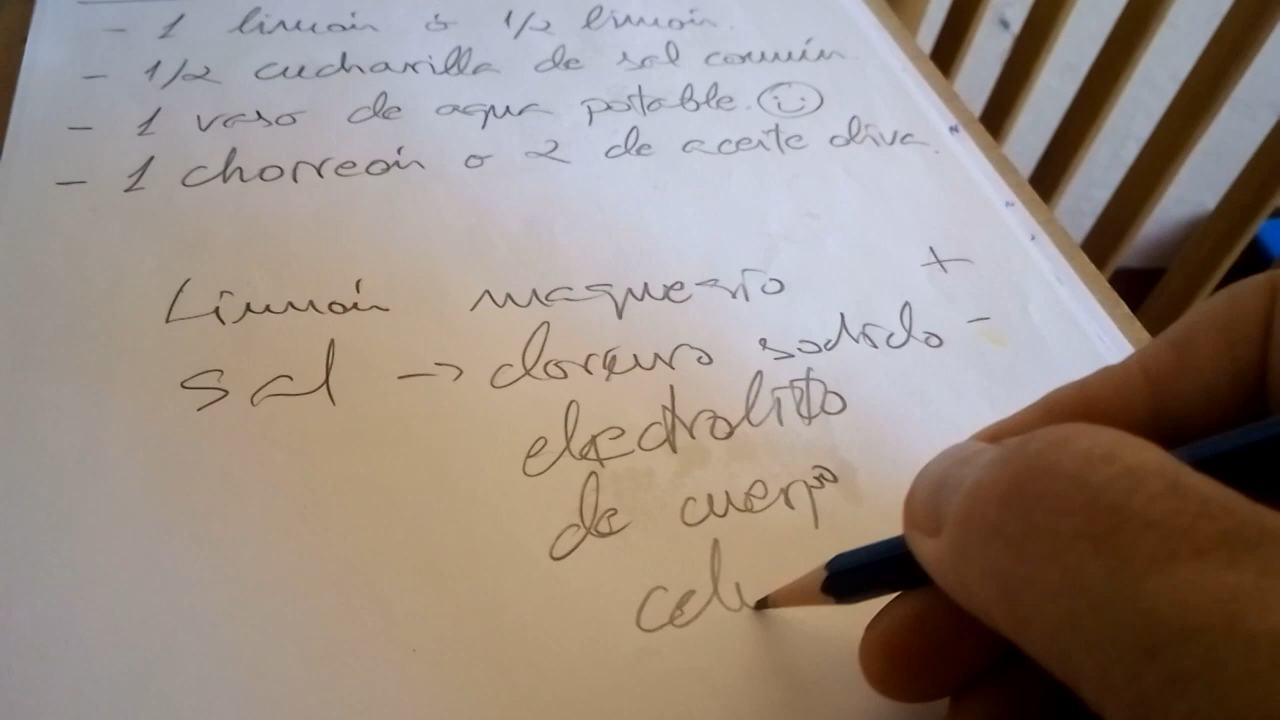 - 1 limón ó 1/2 limón.
- 1/2 cucharilla de sal común.
- 1 vaso de agua potable.
- 1 chorreón o 2 de aceite oliva.
Limón magnesio +
sal → cloruro sodido -
electrolito
de cuerpo
celu